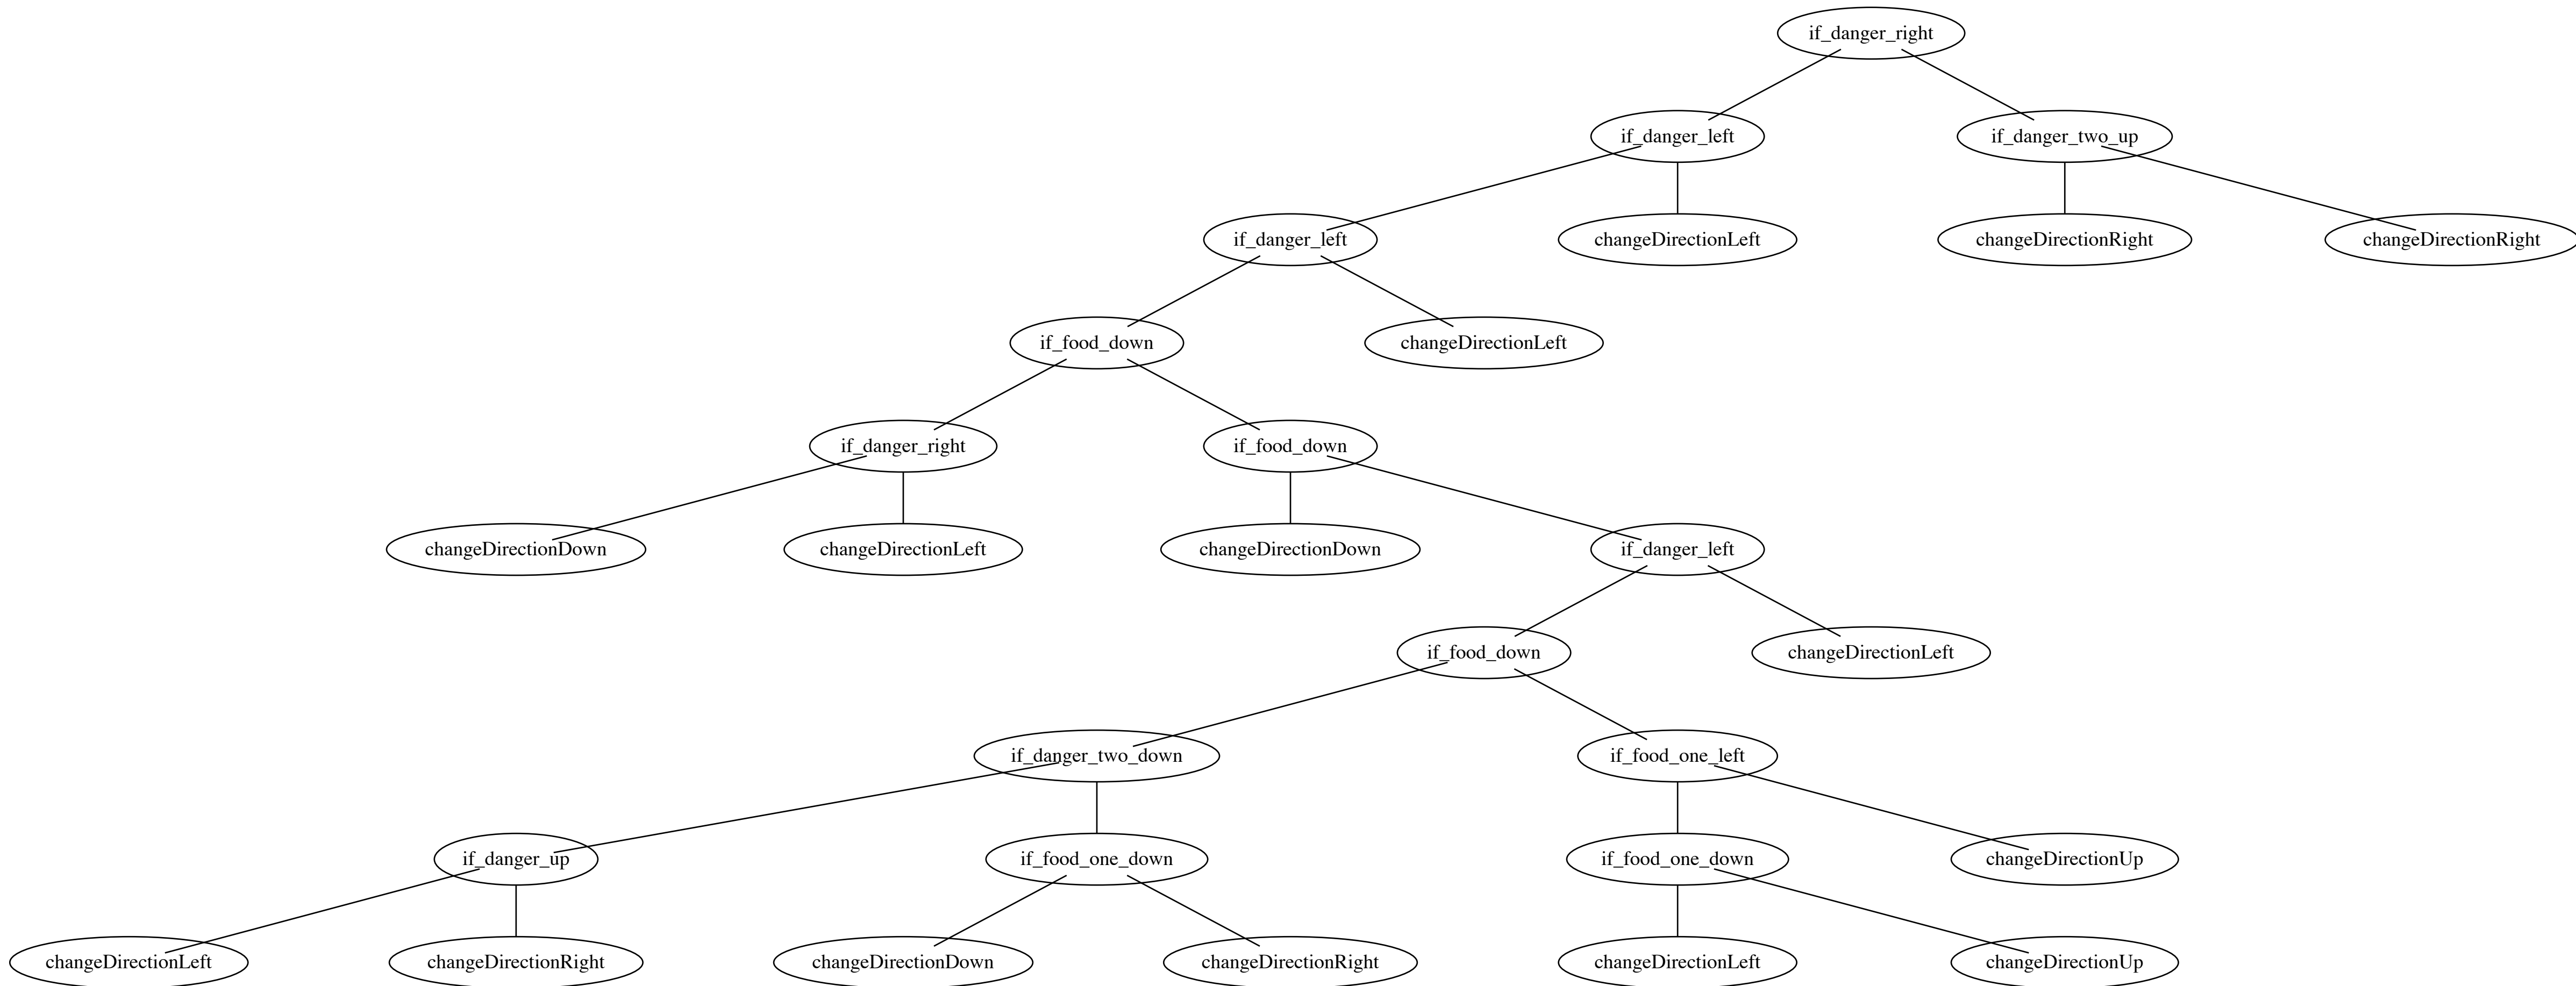 if_danger_right
if_danger_left
if_danger_two_up
if_danger_left
changeDirectionLeft
changeDirectionRight
changeDirectionRight
if_food_down
changeDirectionLeft
if_danger_right
if_food_down
changeDirectionDown
changeDirectionLeft
changeDirectionDown
if_danger_left
if_food_down
changeDirectionLeft
if_danger_two_down
if_food_one_left
if_danger_up
if_food_one_down
if_food_one_down
changeDirectionUp
changeDirectionLeft
changeDirectionRight
changeDirectionDown
changeDirectionRight
changeDirectionLeft
changeDirectionUp